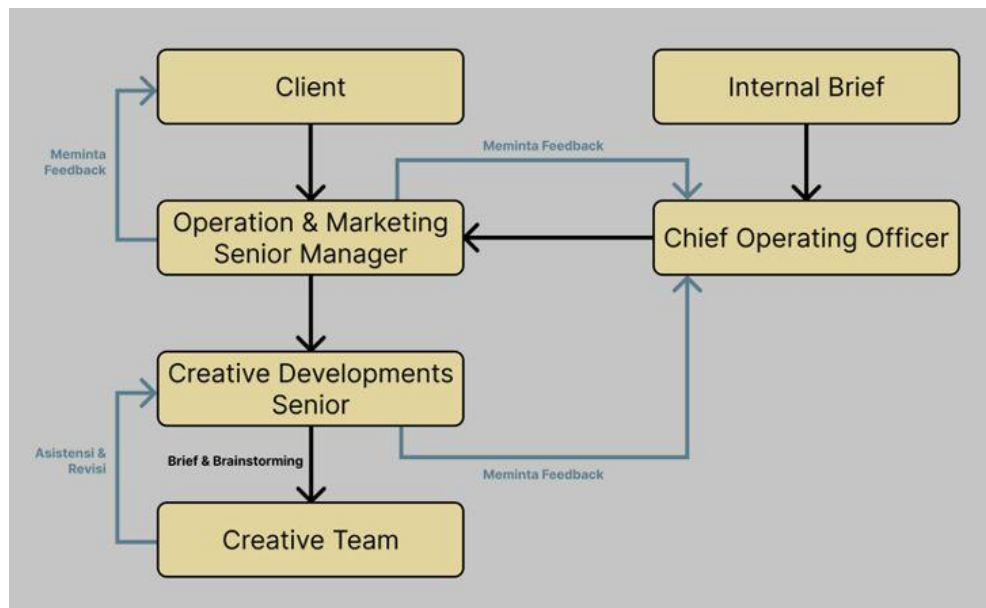 Client
Internal Brief
Meminta
Feedback
Meminta Feedback
Operation & Marketing
Senior Manager
Chief Operating Officer
Creative Developments
Senior
Asistensi &
Revisi
Brief & Brainstorming
Meminta Feedback
Creative Team